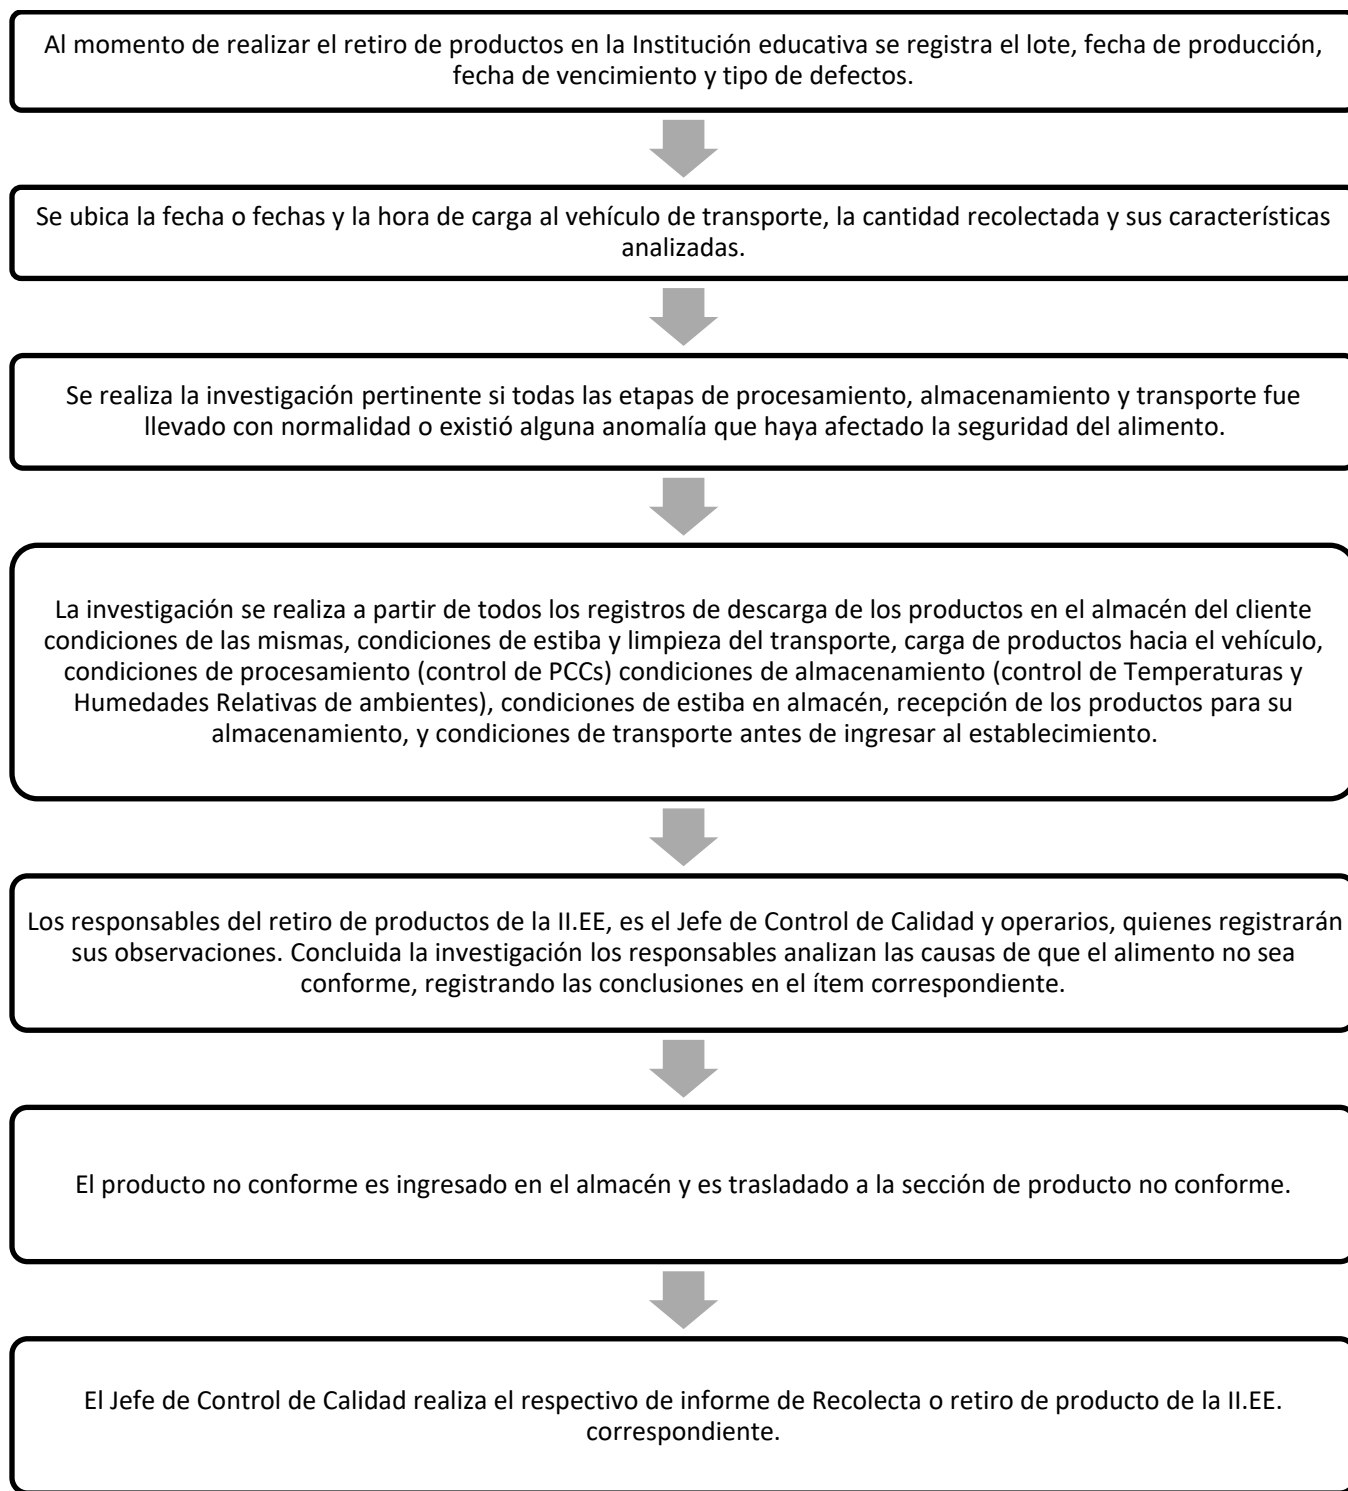 Al momento de realizar el retiro de productos en la Institución educativa se registra el lote, fecha de producción,
fecha de vencimiento y tipo de defectos.
Se ubica la fecha o fechas y la hora de carga al vehículo de transporte, la cantidad recolectada y sus características
analizadas.
Se realiza la investigación pertinente si todas las etapas de procesamiento, almacenamiento y transporte fue
llevado con normalidad o existió alguna anomalía que haya afectado la seguridad del alimento.
La investigación se realiza a partir de todos los registros de descarga de los productos en el almacén del cliente
condiciones de las mismas, condiciones de estiba y limpieza del transporte, carga de productos hacia el vehículo,
condiciones de procesamiento (control de PCCs) condiciones de almacenamiento (control de Temperaturas y
Humedades Relativas de ambientes), condiciones de estiba en almacén, recepción de los productos para su
almacenamiento, y condiciones de transporte antes de ingresar al establecimiento.
Los responsables del retiro de productos de la II.EE, es el Jefe de Control de Calidad y operarios, quienes registrarán
sus observaciones. Concluida la investigación los responsables analizan las causas de que el alimento no sea
conforme, registrando las conclusiones en el ítem correspondiente.
El producto no conforme es ingresado en el almacén y es trasladado a la sección de producto no conforme.
El Jefe de Control de Calidad realiza el respectivo de informe de Recolecta o retiro de producto de la II.EE.
correspondiente.